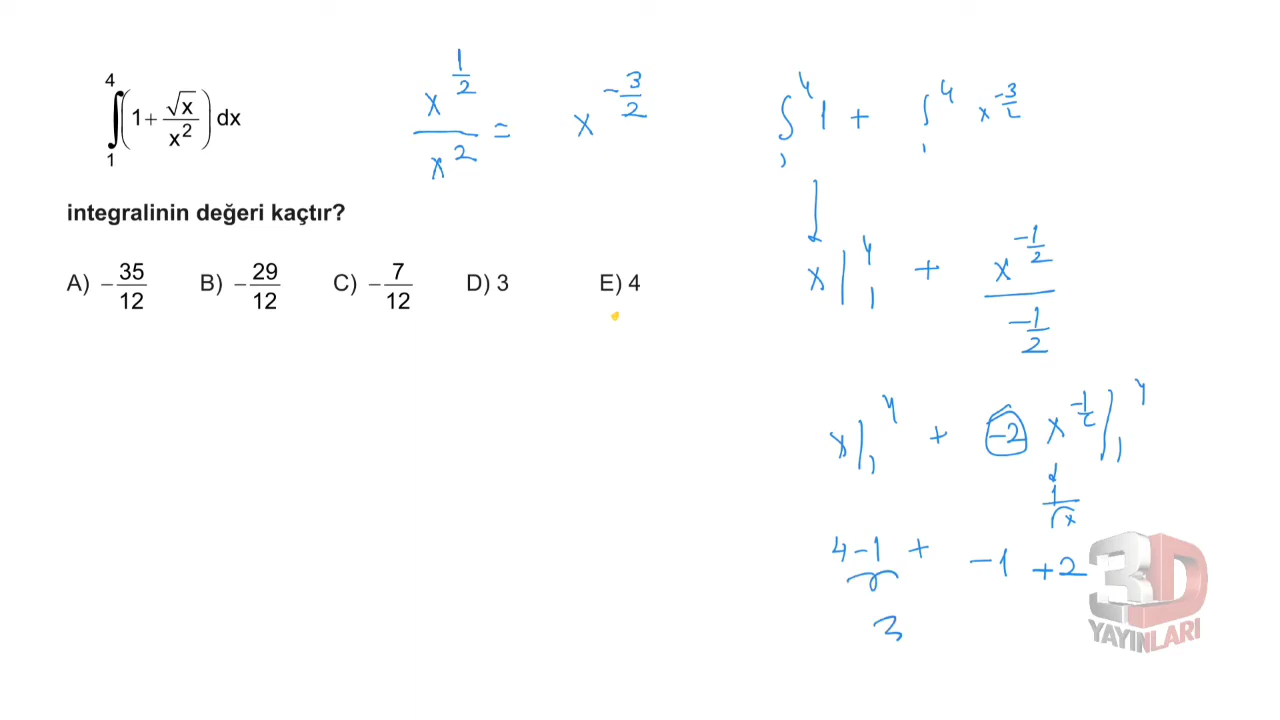 ∫₁⁴ (1 + √x / x²) dx
integralinin değeri kaçtır?
A) −35/12 B) −29/12 C) −7/12 D) 3 E) 4
x^(1/2) / x² = x^(−3/2)
∫₁⁴ 1 + ∫₁⁴ x^(−3/2)
x |₁⁴ + x^(−1/2) / (−1/2)
x |₁⁴ + −2 x^(−1/2) |₁⁴
1/√x
4−1 + −1 +2
3
3D
YAYINLARI